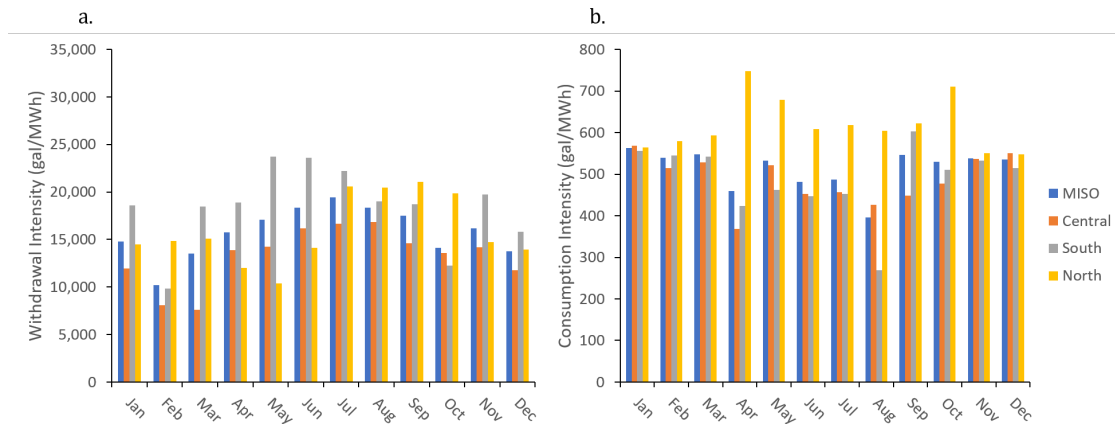 a.
b.
Withdrawal Intensity (gal/MWh)
35,000
30,000
25,000
20,000
15,000
10,000
5,000
0
Jan Feb Mar Apr May Jun Jul Aug Sep Oct Nov Dec
Consumption Intensity (gal/MWh)
800
700
600
500
400
300
200
100
0
Jan Feb Mar Apr May Jun Jul Aug Sep Oct Nov Dec
MISO
Central
South
North